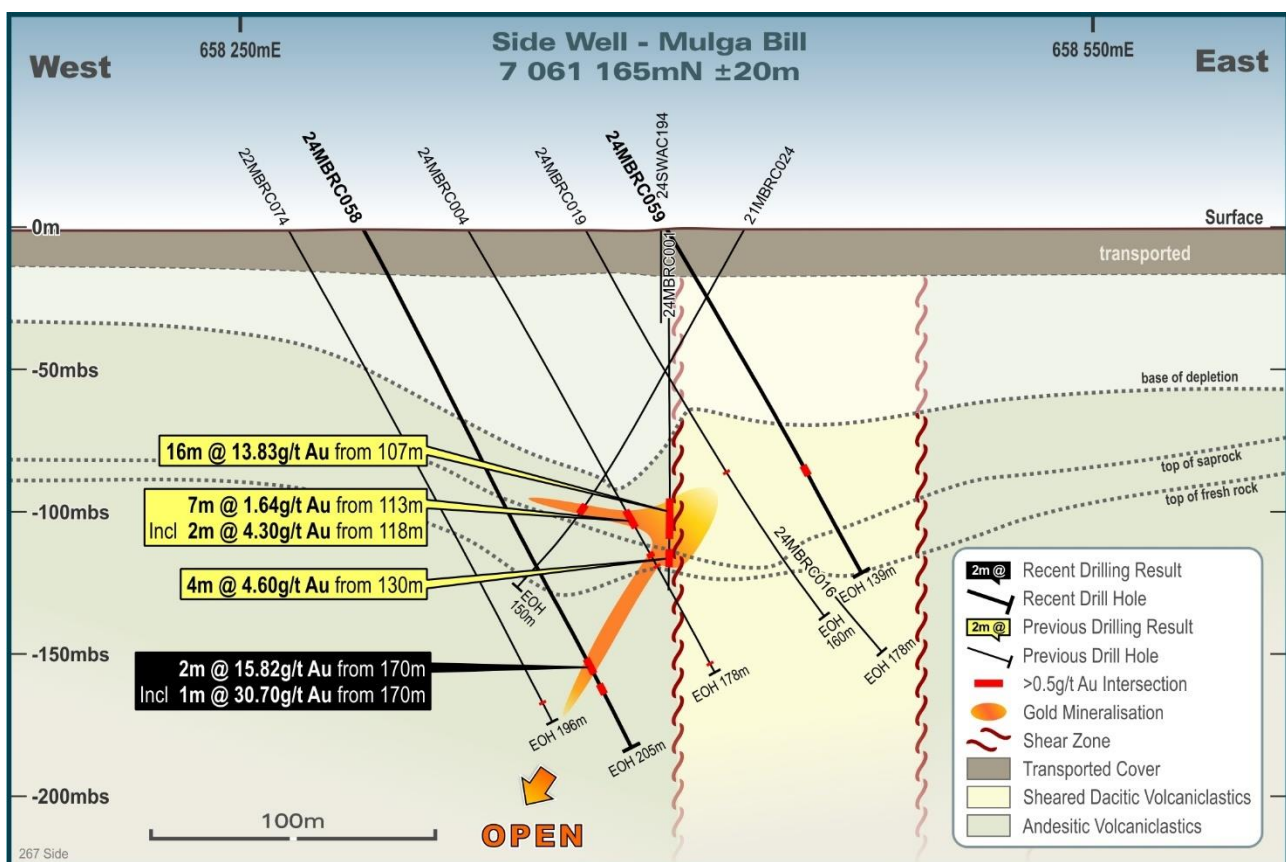 658 250mE
Side Well - Mulga Bill
7 061 165mN ±20m
658 550mE
West
East
22MBRC074
24MBRC058
24MBRC004
24MBRC019
24MBRC059
24SWAC194
21MBRC024
24MBRC001
0m
Surface
transported
-50mbs
base of depletion
16m @ 13.83g/t Au from 107m
top of saprock
7m @ 1.64g/t Au from 113m
Incl 2m @ 4.30g/t Au from 118m
top of fresh rock
-100mbs
4m @ 4.60g/t Au from 130m
24MBRC016
EOH
150m
EOH
160m
EOH 139m
EOH 178m
EOH 178m
-150mbs
2m @ 15.82g/t Au from 170m
Incl 1m @ 30.70g/t Au from 170m
EOH 196m
EOH 205m
-200mbs
100m
OPEN
2m @ Recent Drilling Result
Recent Drill Hole
2m @ Previous Drilling Result
Previous Drill Hole
>0.5g/t Au Intersection
Gold Mineralisation
Shear Zone
Transported Cover
Sheared Dacitic Volcaniclastics
Andesitic Volcaniclastics
267 Side